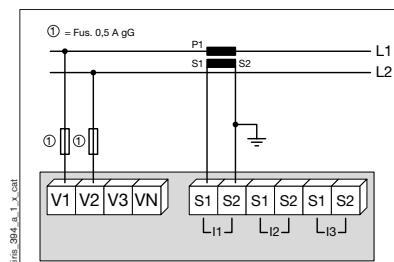 ① = Fus. 0,5 A gG
P1
L1
S1 S2
L2
① ①
V1 V2 V3 VN S1 S2 S1 S2 S1 S2
I1 I2 I3
iris_394_a_1_x_cat